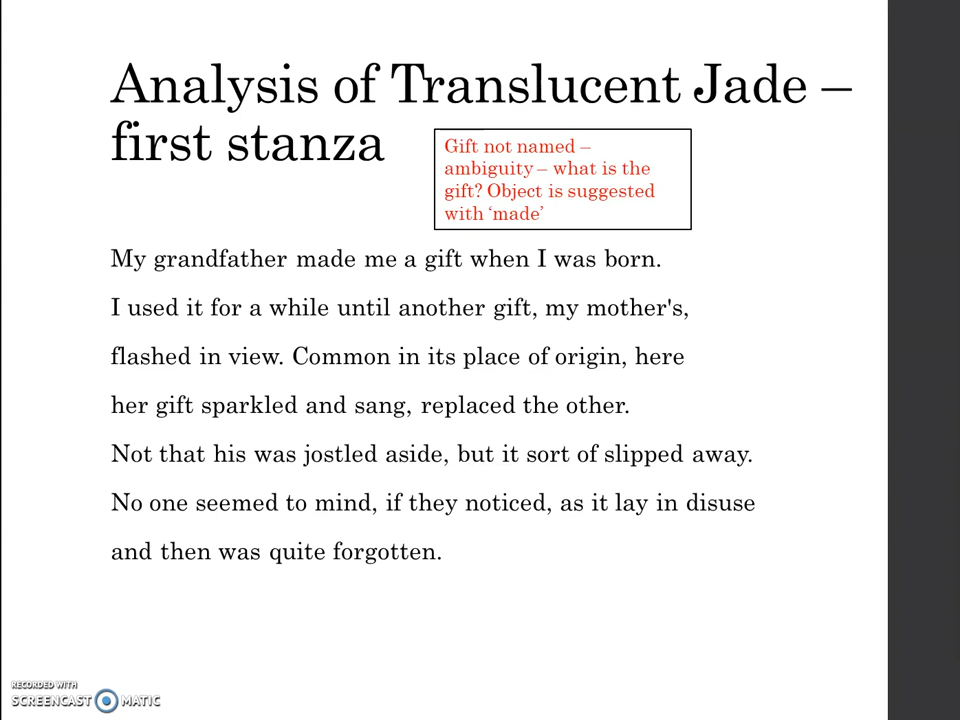 Analysis of Translucent Jade –
first stanza
Gift not named –
ambiguity – what is the
gift? Object is suggested
with ‘made’
My grandfather made me a gift when I was born.
I used it for a while until another gift, my mother's,
flashed in view. Common in its place of origin, here
her gift sparkled and sang, replaced the other.
Not that his was jostled aside, but it sort of slipped away.
No one seemed to mind, if they noticed, as it lay in disuse
and then was quite forgotten.
RECORDED WITH
SCREENCAST MATIC